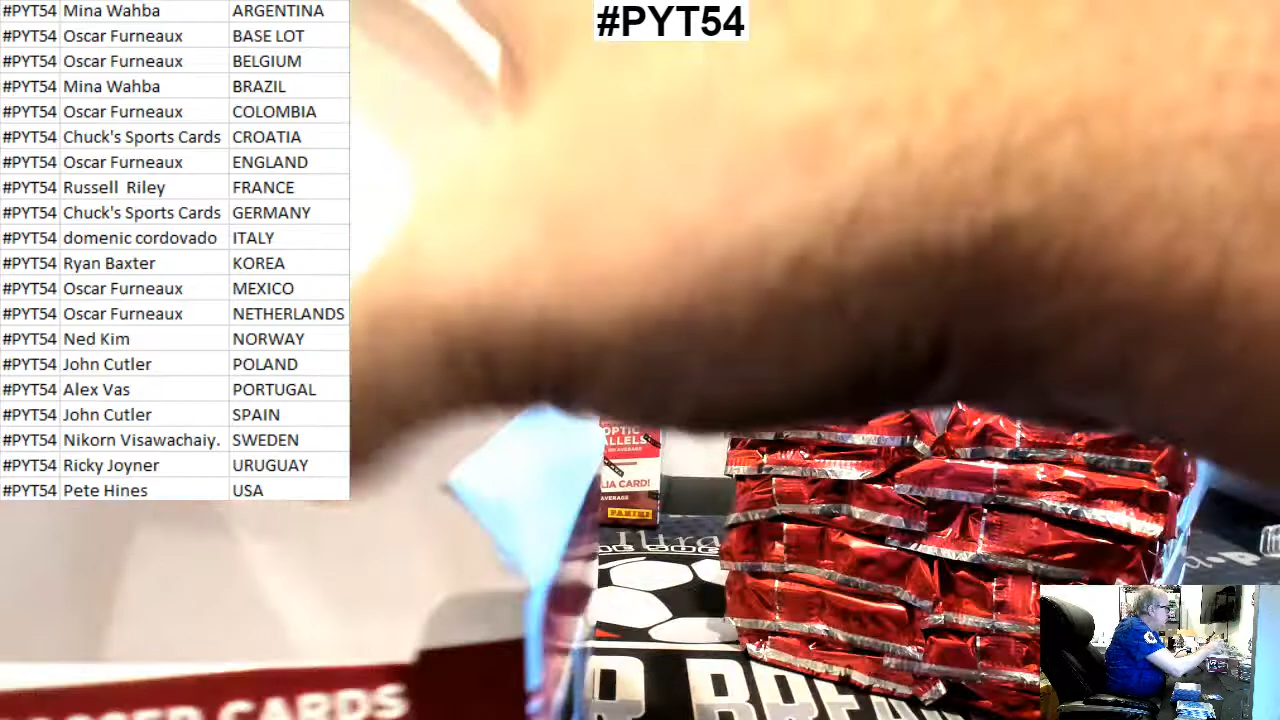 #PYT54 Mina Wahba ARGENTINA
#PYT54
#PYT54 Oscar Furneaux BASE LOT
#PYT54 Oscar Furneaux BELGIUM
#PYT54 Mina Wahba BRAZIL
#PYT54 Oscar Furneaux COLOMBIA
#PYT54 Chuck's Sports Cards CROATIA
#PYT54 Oscar Furneaux ENGLAND
#PYT54 Russell Riley FRANCE
#PYT54 Chuck's Sports Cards GERMANY
#PYT54 domenic cordovado ITALY
#PYT54 Ryan Baxter KOREA
#PYT54 Oscar Furneaux MEXICO
#PYT54 Oscar Furneaux NETHERLANDS
#PYT54 Ned Kim NORWAY
#PYT54 John Cutler POLAND
#PYT54 Alex Vas PORTUGAL
#PYT54 John Cutler SPAIN
#PYT54 Nikorn Visawachaiy. SWEDEN
#PYT54 Ricky Joyner URUGUAY
#PYT54 Pete Hines USA
OPTIC
CARD!
AVERAGE
PANINI
CARDS